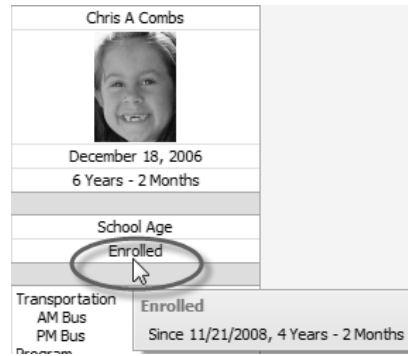 Chris A Combs
December 18, 2006
6 Years - 2 Months
School Age
Enrolled
Transportation
AM Bus
PM Bus
Program
Enrolled
Since 11/21/2008, 4 Years - 2 Months